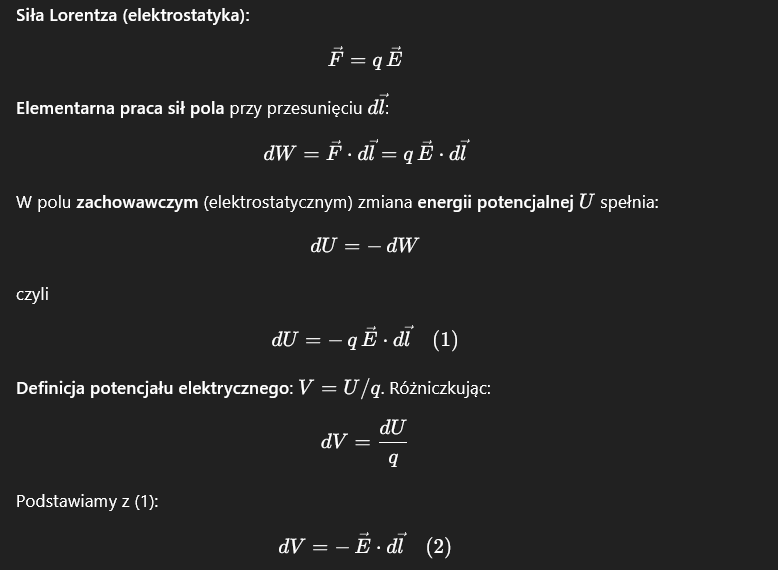 Siła Lorentza (elektrostatyka):
$\vec{F} = q\,\vec{E}$
Elementarna praca sił pola przy przesunięciu $d\vec{l}$:
$dW = \vec{F} \cdot d\vec{l} = q\,\vec{E} \cdot d\vec{l}$
W polu zachowawczym (elektrostatycznym) zmiana energii potencjalnej $U$ spełnia:
$dU = -\,dW$
czyli
$dU = -\,q\,\vec{E} \cdot d\vec{l} \quad (1)$
Definicja potencjału elektrycznego: $V = U/q$. Różniczkując:
$dV = \frac{dU}{q}$
Podstawiamy z (1):
$dV = -\,\vec{E} \cdot d\vec{l} \quad (2)$